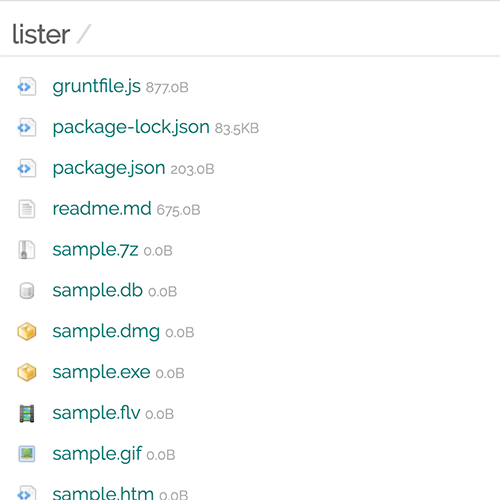 lister /
gruntfile.js 877.0B
package-lock.json 83.5KB
package.json 203.0B
readme.md 675.0B
sample.7z 0.0B
sample.db 0.0B
sample.dmg 0.0B
sample.exe 0.0B
sample.flv 0.0B
sample.gif 0.0B
sample.htm 0.0B